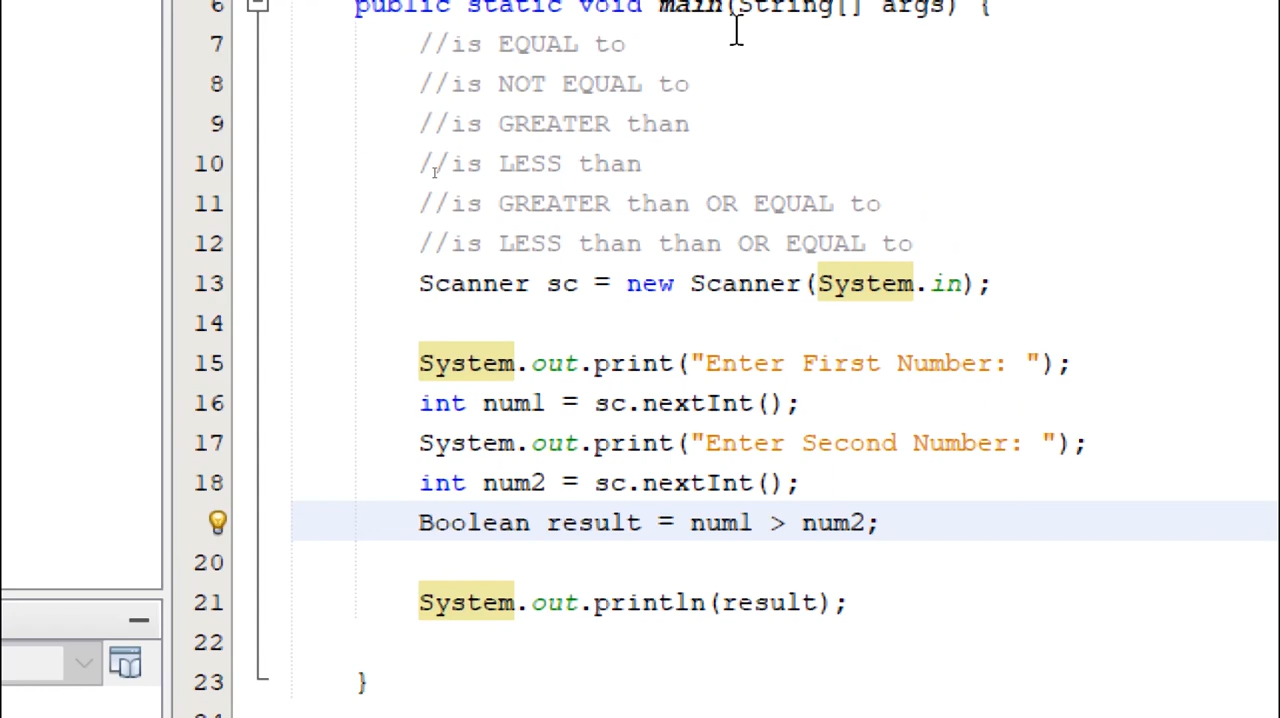 6 public static void main(String[] args) {
7 //is EQUAL to
8 //is NOT EQUAL to
9 //is GREATER than
10 //is LESS than
11 //is GREATER than OR EQUAL to
12 //is LESS than than OR EQUAL to
13 Scanner sc = new Scanner(System.in);
14
15 System.out.print("Enter First Number: ");
16 int num1 = sc.nextInt();
17 System.out.print("Enter Second Number: ");
18 int num2 = sc.nextInt();
Boolean result = num1 > num2;
20
21 System.out.println(result);
22
23 }